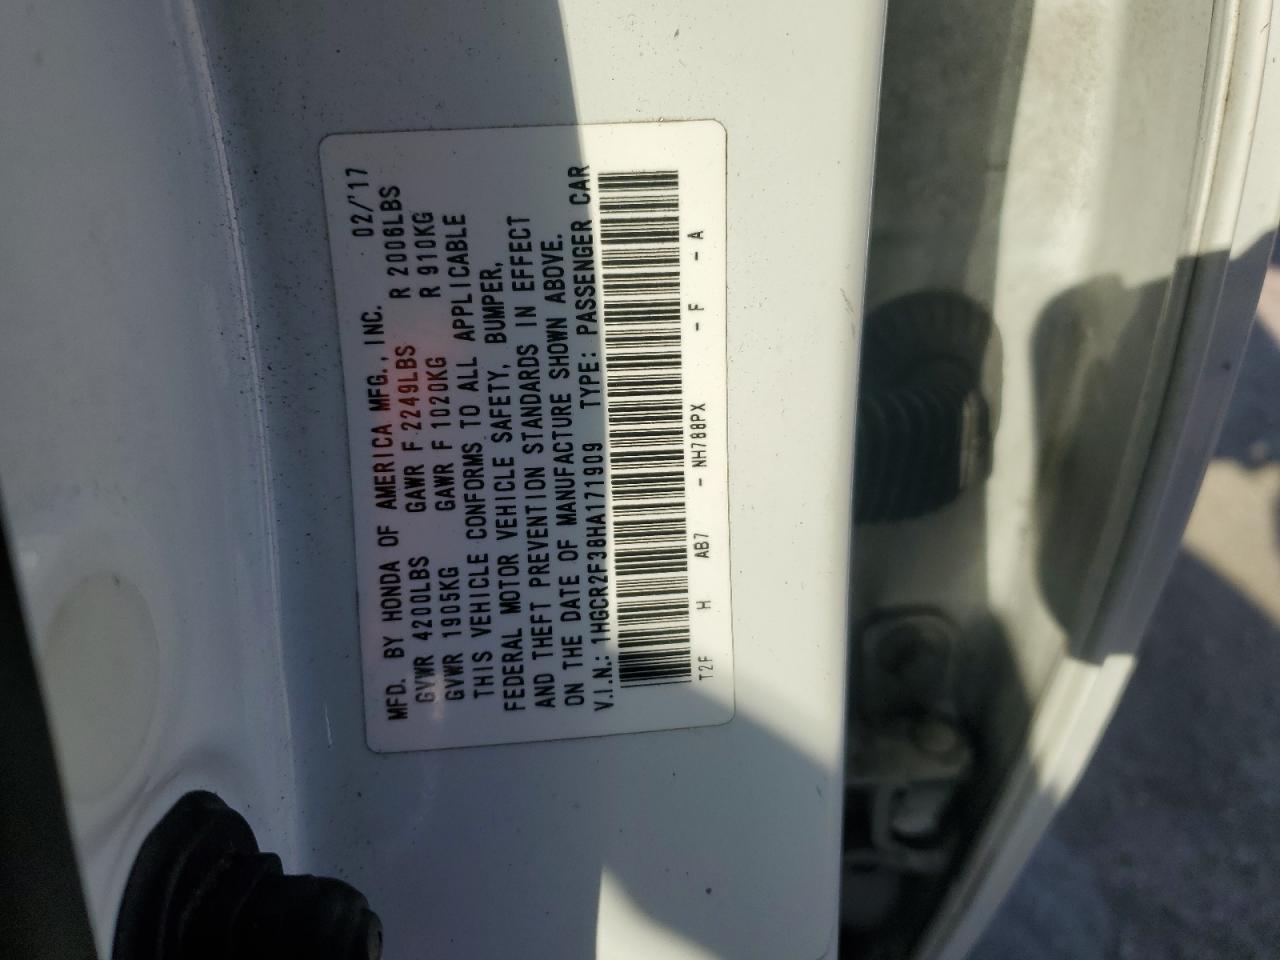 MFD. BY HONDA OF AMERICA MFG., INC. 02/'17
GVWR 4200LBS GAWR F 2249LBS R 2006LBS
GVWR 1905KG GAWR F 1020KG R 910KG
THIS VEHICLE CONFORMS TO ALL APPLICABLE
FEDERAL MOTOR VEHICLE SAFETY, BUMPER,
AND THEFT PREVENTION STANDARDS IN EFFECT
ON THE DATE OF MANUFACTURE SHOWN ABOVE.
V.I.N.: 1HGCR2F38HA171909 TYPE: PASSENGER CAR
T2F H AB7 - NH788PX - F - A